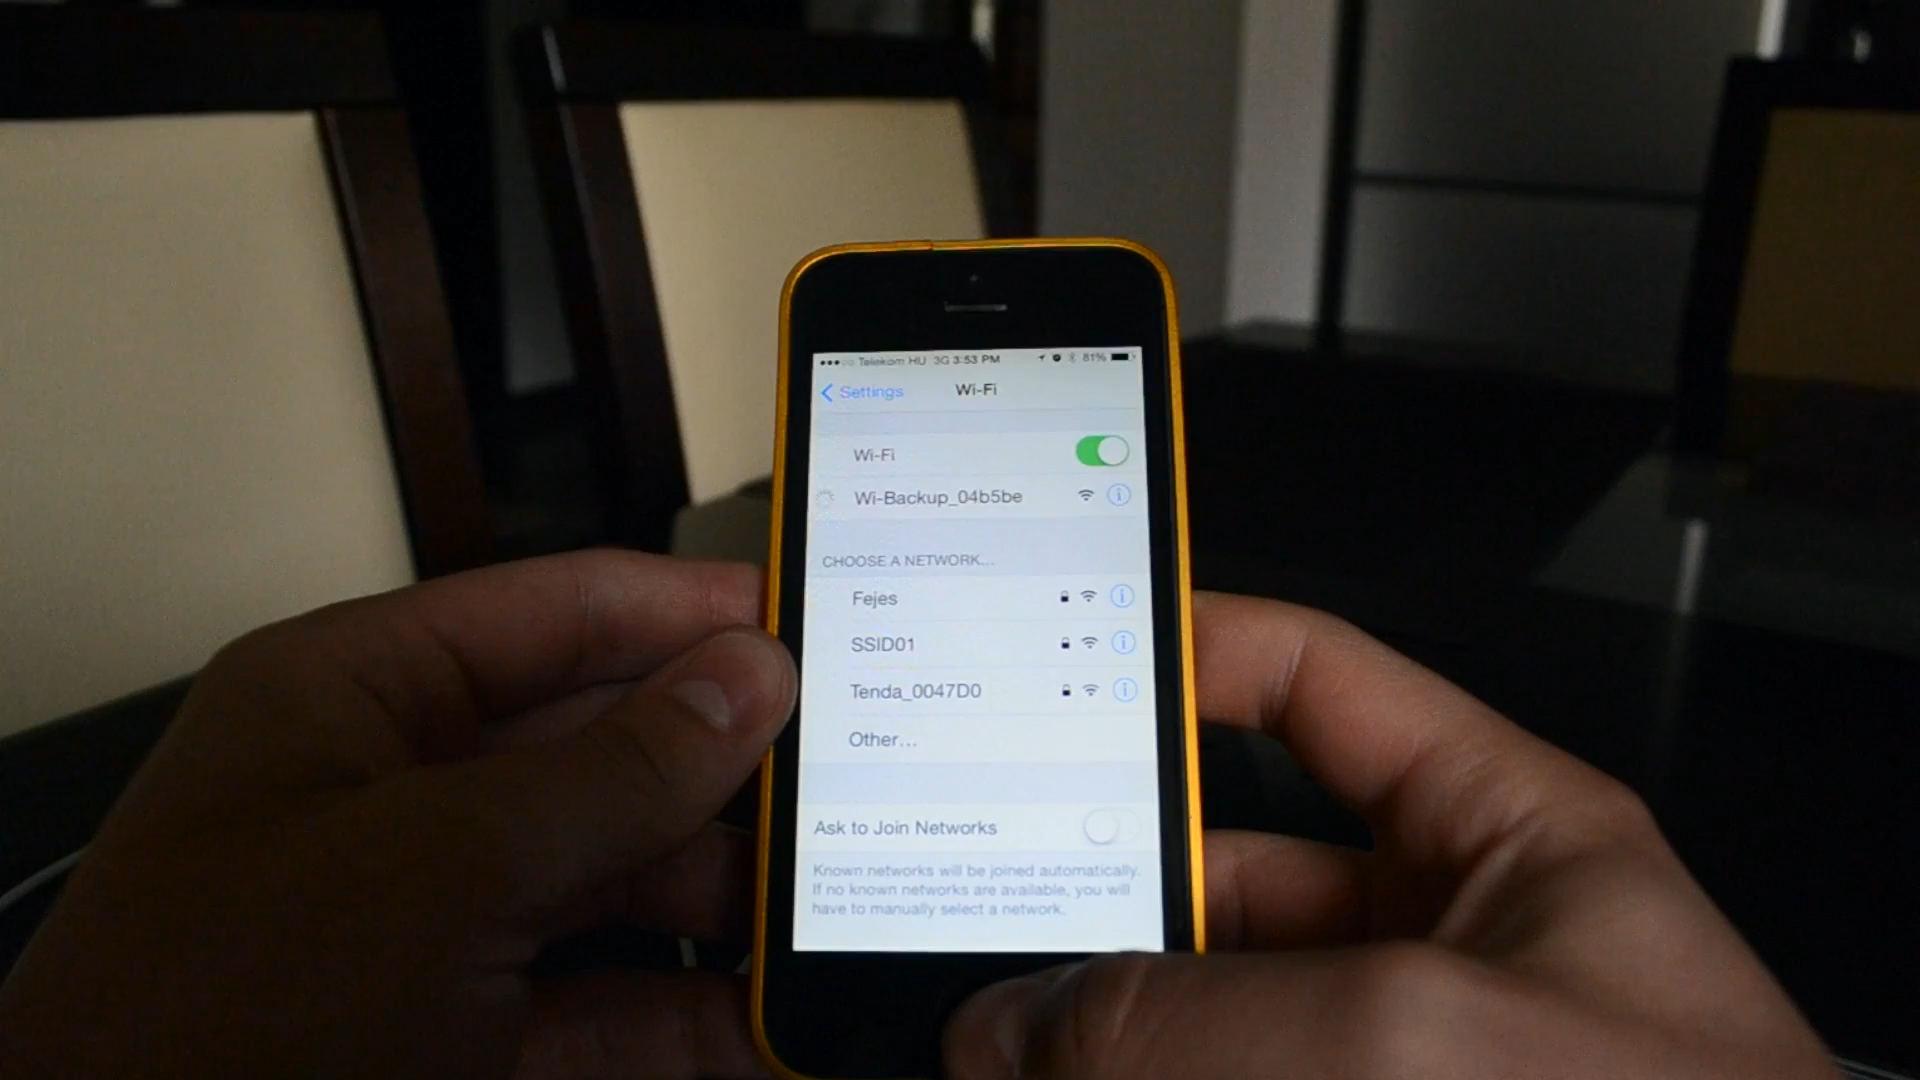 Telekom HU 3G 3:53 PM 81%
Settings Wi-Fi
Wi-Fi
Wi-Backup_04b5be
CHOOSE A NETWORK...
Fejes
SSID01
Tenda_0047D0
Other...
Ask to Join Networks
Known networks will be joined automatically.
If no known networks are available, you will
have to manually select a network.